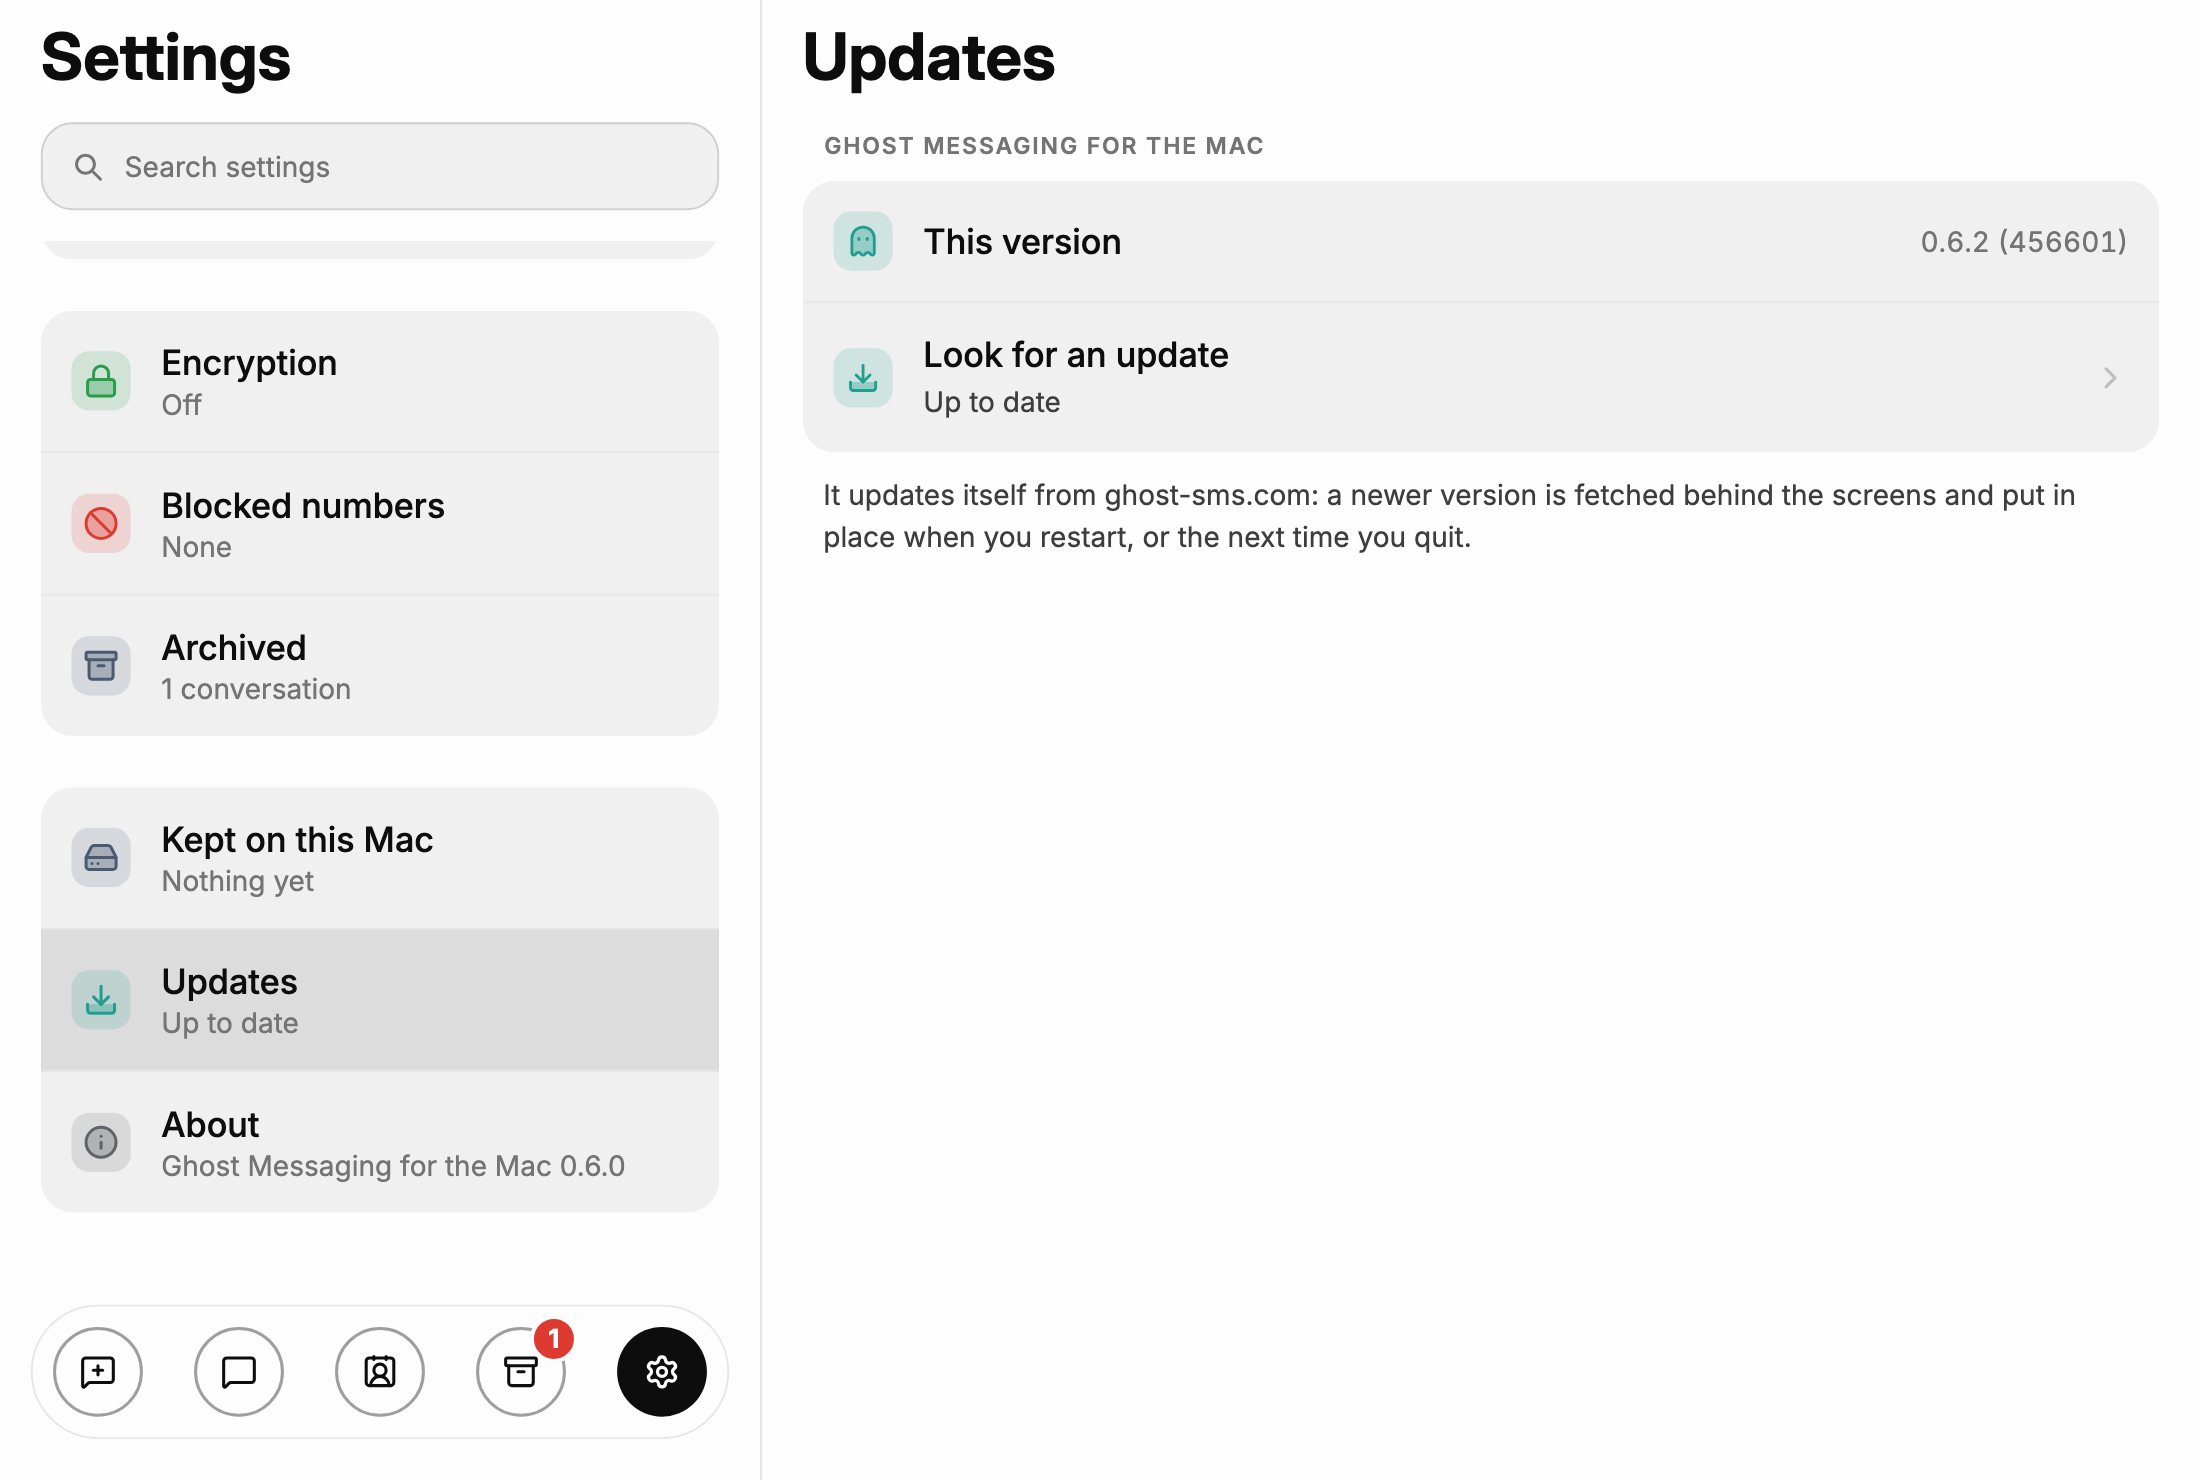 Settings
Search settings
Encryption
Off
Blocked numbers
None
Archived
1 conversation
Kept on this Mac
Nothing yet
Updates
Up to date
About
Ghost Messaging for the Mac 0.6.0
1
Updates
GHOST MESSAGING FOR THE MAC
This version
0.6.2 (456601)
Look for an update
Up to date
It updates itself from ghost-sms.com: a newer version is fetched behind the screens and put in
place when you restart, or the next time you quit.